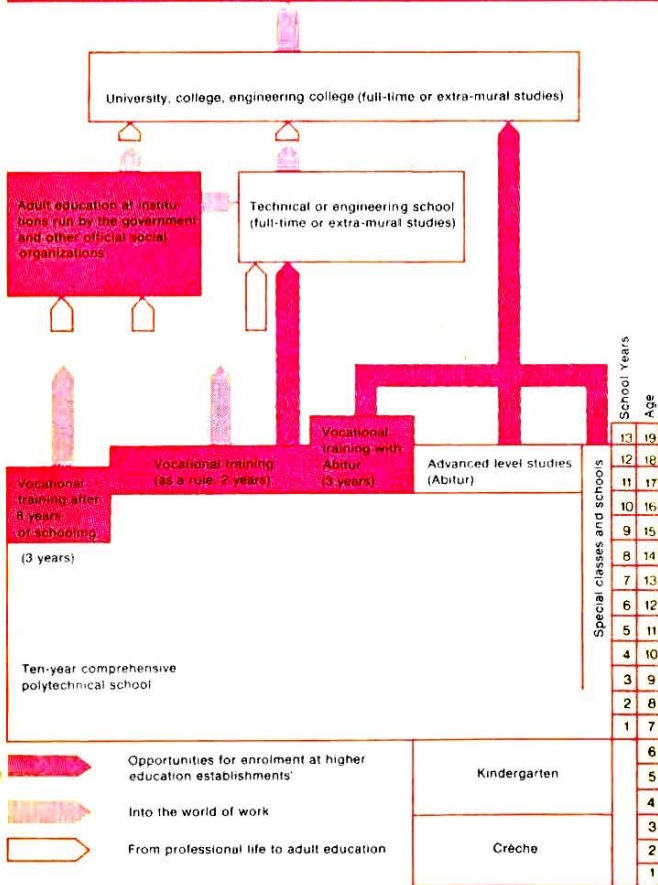 University, college, engineering college (full-time or extra-mural studies)
Adult education at institu-
tions run by the government
and other official social
organizations
Technical or engineering school
(full-time or extra-mural studies)
School Years
Age
Vocational
training after
8 years
of schooling
(3 years)
Vocational training
(as a rule, 2 years)
Vocational
training with
Abitur
(3 years)
Advanced level studies
(Abitur)
Special classes and schools
13 19
12 18
11 17
10 16
9 15
8 14
7 13
6 12
5 11
4 10
3 9
2 8
1 7
6
5
4
3
2
1
Ten-year comprehensive
polytechnical school
Kindergarten
Crèche
Opportunities for enrolment at higher
education establishments'
Into the world of work
From professional life to adult education